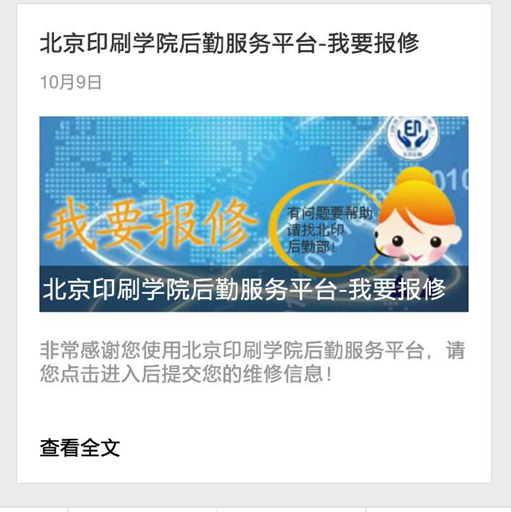 北京印刷学院后勤服务平台-我要报修
10月9日
我要报修
有问题要帮助
请找北印
后勤部！
北京印刷学院后勤服务平台-我要报修
非常感谢您使用北京印刷学院后勤服务平台，请
您点击进入后提交您的维修信息！
查看全文